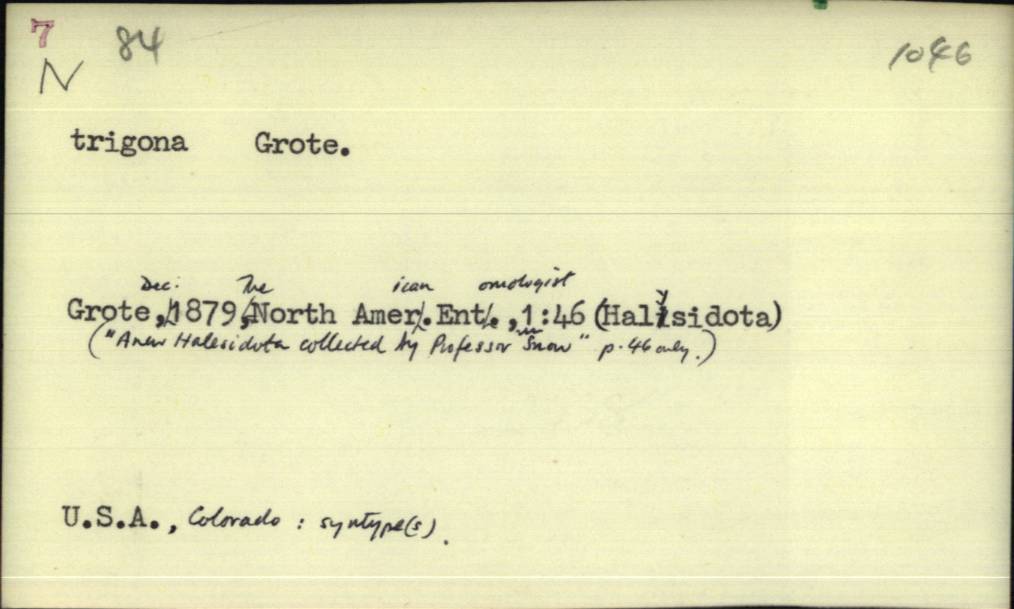 7 84 1046
N
trigona Grote.
Dec. The ican omologist
Grote, 1879, North Amer. Ent., 1:46 (Halysidota)
("A new Halesidota collected by Professor Snow" p. 46 only.)
U.S.A., Colorado : syntype(s).